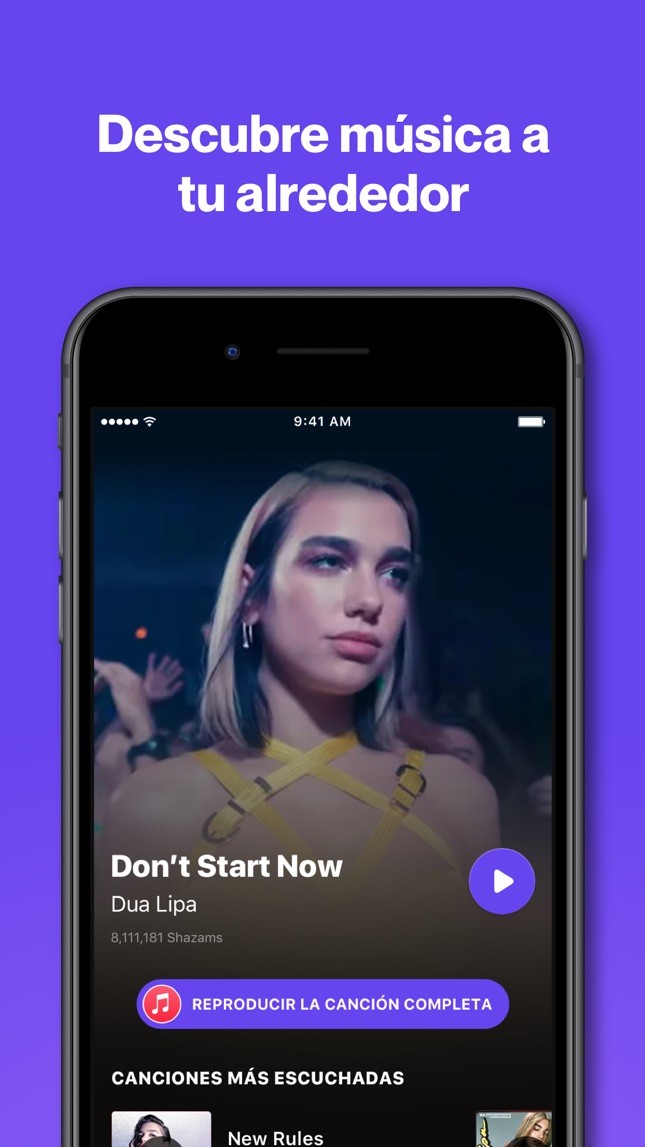 Descubre música a
tu alrededor
9:41 AM
Don’t Start Now
Dua Lipa
8,111,181 Shazams
REPRODUCIR LA CANCIÓN COMPLETA
CANCIONES MÁS ESCUCHADAS
New Rules